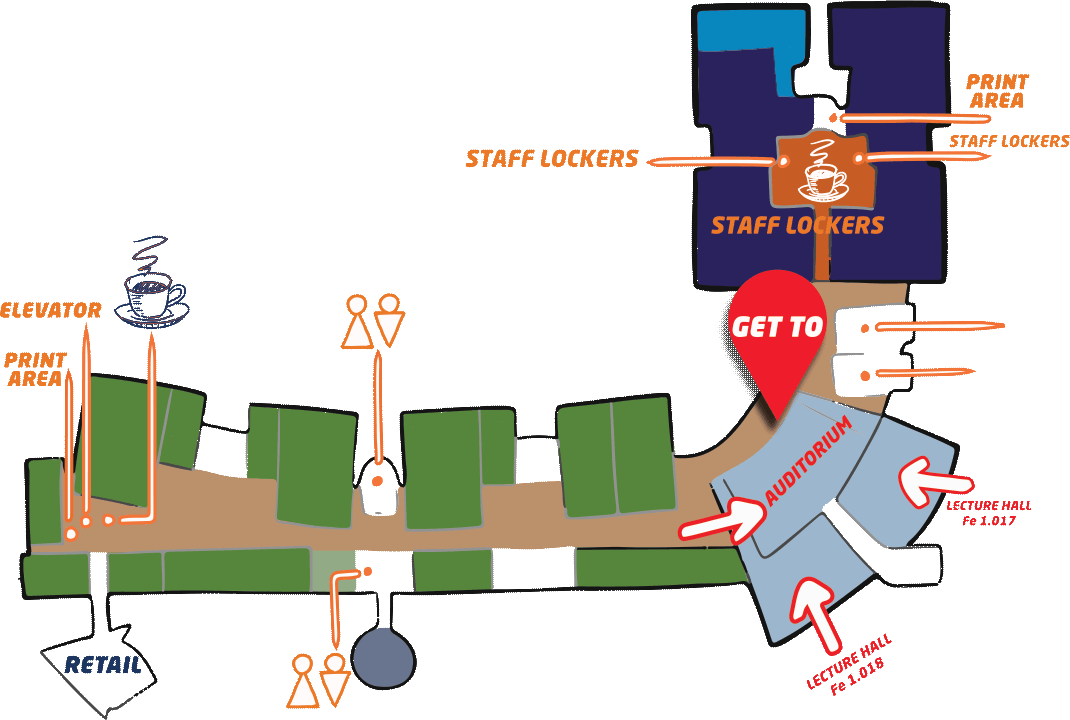 PRINT
AREA
STAFF LOCKERS
STAFF LOCKERS
STAFF LOCKERS
ELEVATOR
PRINT
AREA
GET TO
AUDITORIUM
LECTURE HALL
Fe 1.017
LECTURE HALL
Fe 1.018
RETAIL